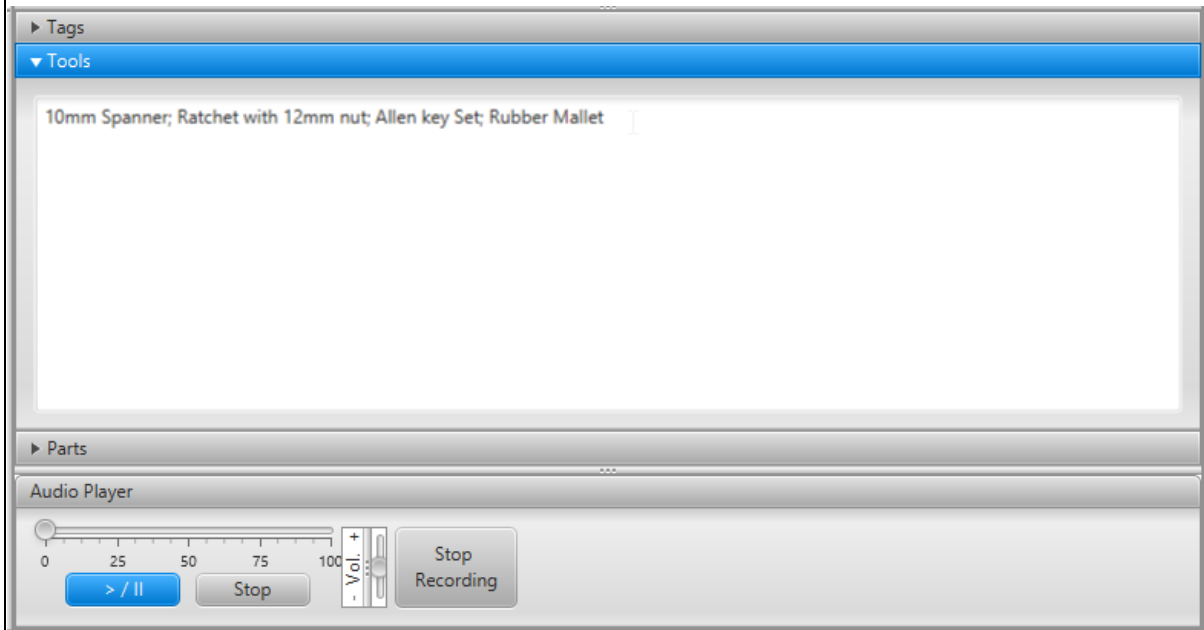 Tags
Tools
10mm Spanner; Ratchet with 12mm nut; Allen key Set; Rubber Mallet
Parts
Audio Player
0 25 50 75 100
- Vol. +
> / II
Stop
Stop
Recording